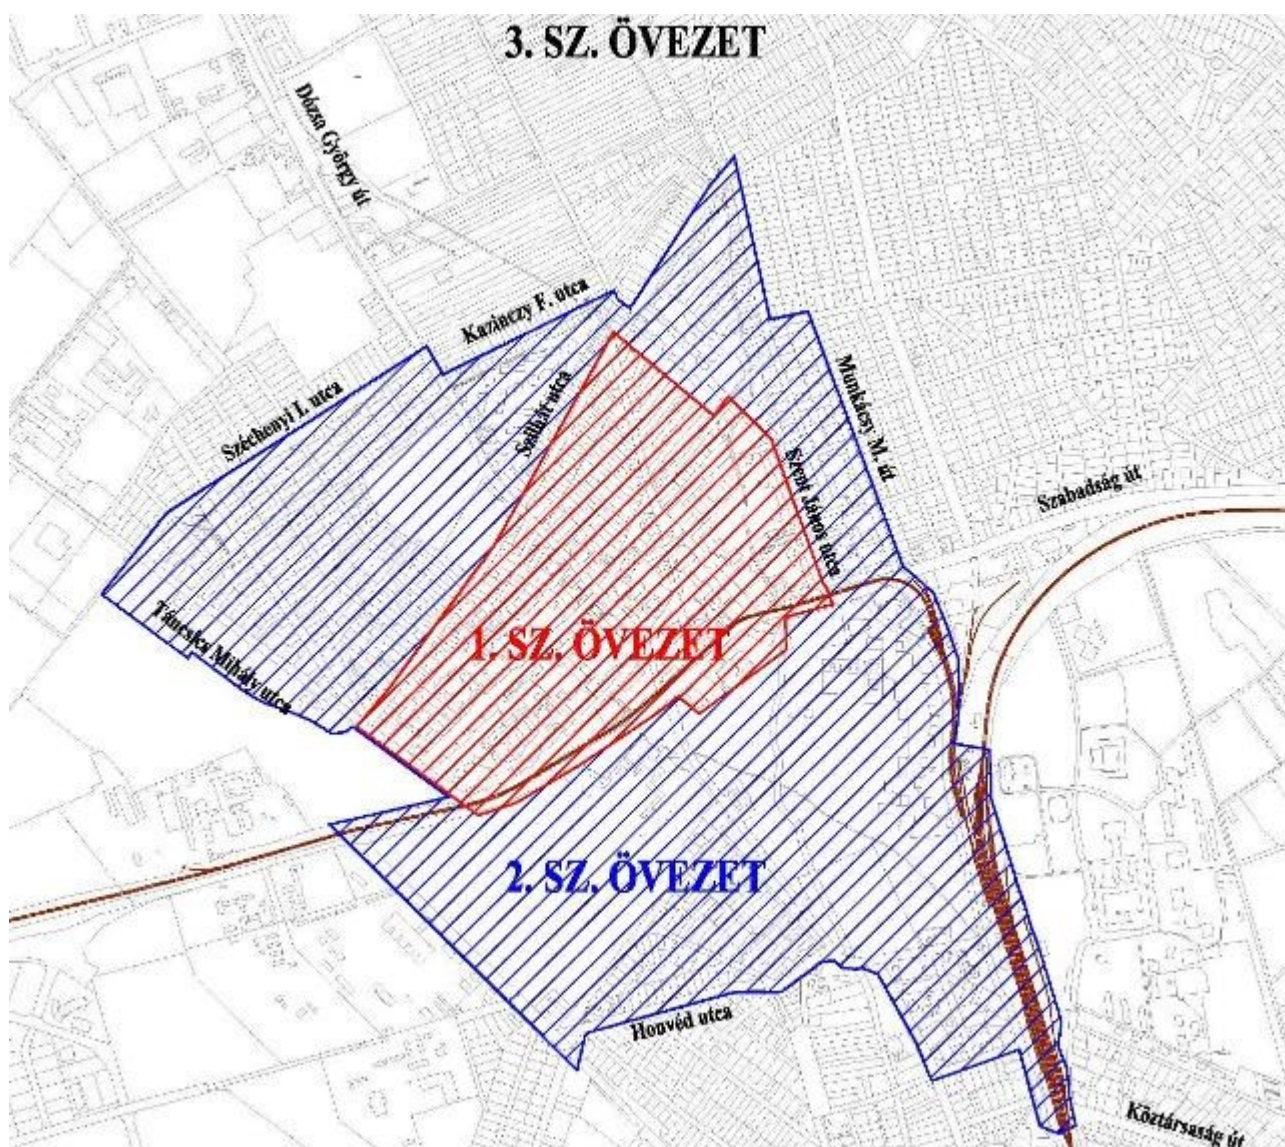 3. SZ. ÖVEZET
Dózsa György út
Kazinczy F. utca
Széchenyi I. utca
Szilhát utca
Munkácsy M. út
Szent János utca
Szabadság út
Táncsics Mihály utca
1. SZ. ÖVEZET
2. SZ. ÖVEZET
Honvéd utca
Köztársaság út